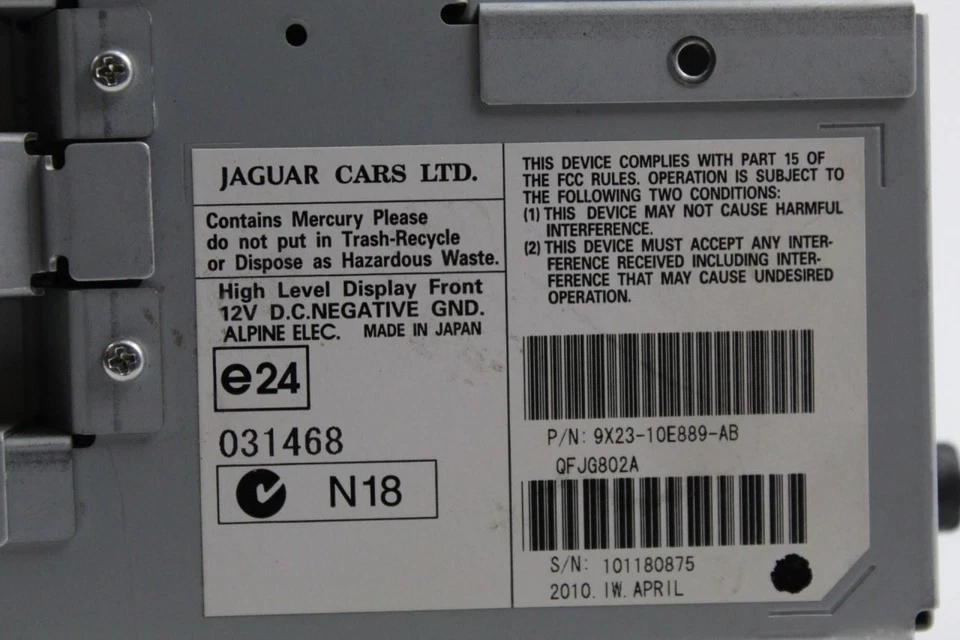 JAGUAR CARS LTD.
Contains Mercury Please
do not put in Trash-Recycle
or Dispose as Hazardous Waste.
High Level Display Front
12V D.C.NEGATIVE GND.
ALPINE ELEC. MADE IN JAPAN
e24
031468
N18
THIS DEVICE COMPLIES WITH PART 15 OF
THE FCC RULES. OPERATION IS SUBJECT TO
THE FOLLOWING TWO CONDITIONS:
(1) THIS DEVICE MAY NOT CAUSE HARMFUL
INTERFERENCE.
(2) THIS DEVICE MUST ACCEPT ANY INTER-
FERENCE RECEIVED INCLUDING INTER-
FERENCE THAT MAY CAUSE UNDESIRED
OPERATION.
P/N: 9X23-10E889-AB
QFJG802A
S/N: 101180875
2010. IW. APRIL